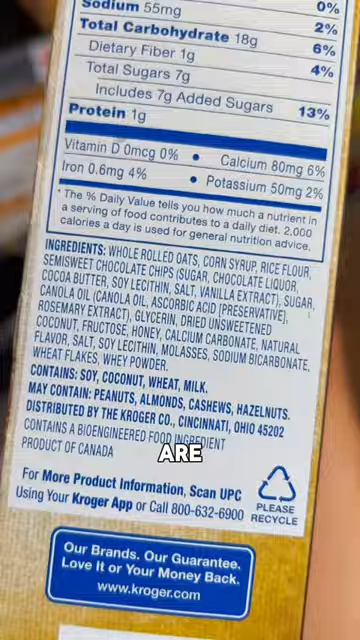 Sodium 55mg
0%
2%
Total Carbohydrate 18g
6%
Dietary Fiber 1g
4%
Total Sugars 7g
Includes 7g Added Sugars 13%
Protein 1g
Vitamin D 0mcg 0% • Calcium 80mg 6%
Iron 0.6mg 4% • Potassium 50mg 2%
* The % Daily Value tells you how much a nutrient in
a serving of food contributes to a daily diet. 2,000
calories a day is used for general nutrition advice.
INGREDIENTS: WHOLE ROLLED OATS, CORN SYRUP, RICE FLOUR,
SEMISWEET CHOCOLATE CHIPS (SUGAR, CHOCOLATE LIQUOR,
COCOA BUTTER, SOY LECITHIN, SALT, VANILLA EXTRACT), SUGAR,
CANOLA OIL (CANOLA OIL, ASCORBIC ACID [PRESERVATIVE],
ROSEMARY EXTRACT), GLYCERIN, DRIED UNSWEETENED
COCONUT, FRUCTOSE, HONEY, CALCIUM CARBONATE, NATURAL
FLAVOR, SALT, SOY LECITHIN, MOLASSES, SODIUM BICARBONATE,
WHEAT FLAKES, WHEY POWDER.
CONTAINS: SOY, COCONUT, WHEAT, MILK.
MAY CONTAIN: PEANUTS, ALMONDS, CASHEWS, HAZELNUTS.
DISTRIBUTED BY THE KROGER CO., CINCINNATI, OHIO 45202
CONTAINS A BIOENGINEERED FOOD INGREDIENT
PRODUCT OF CANADA
ARE
For More Product Information, Scan UPC
Using Your Kroger App or Call 800-632-6900
PLEASE
RECYCLE
Our Brands. Our Guarantee.
Love It or Your Money Back.
www.kroger.com